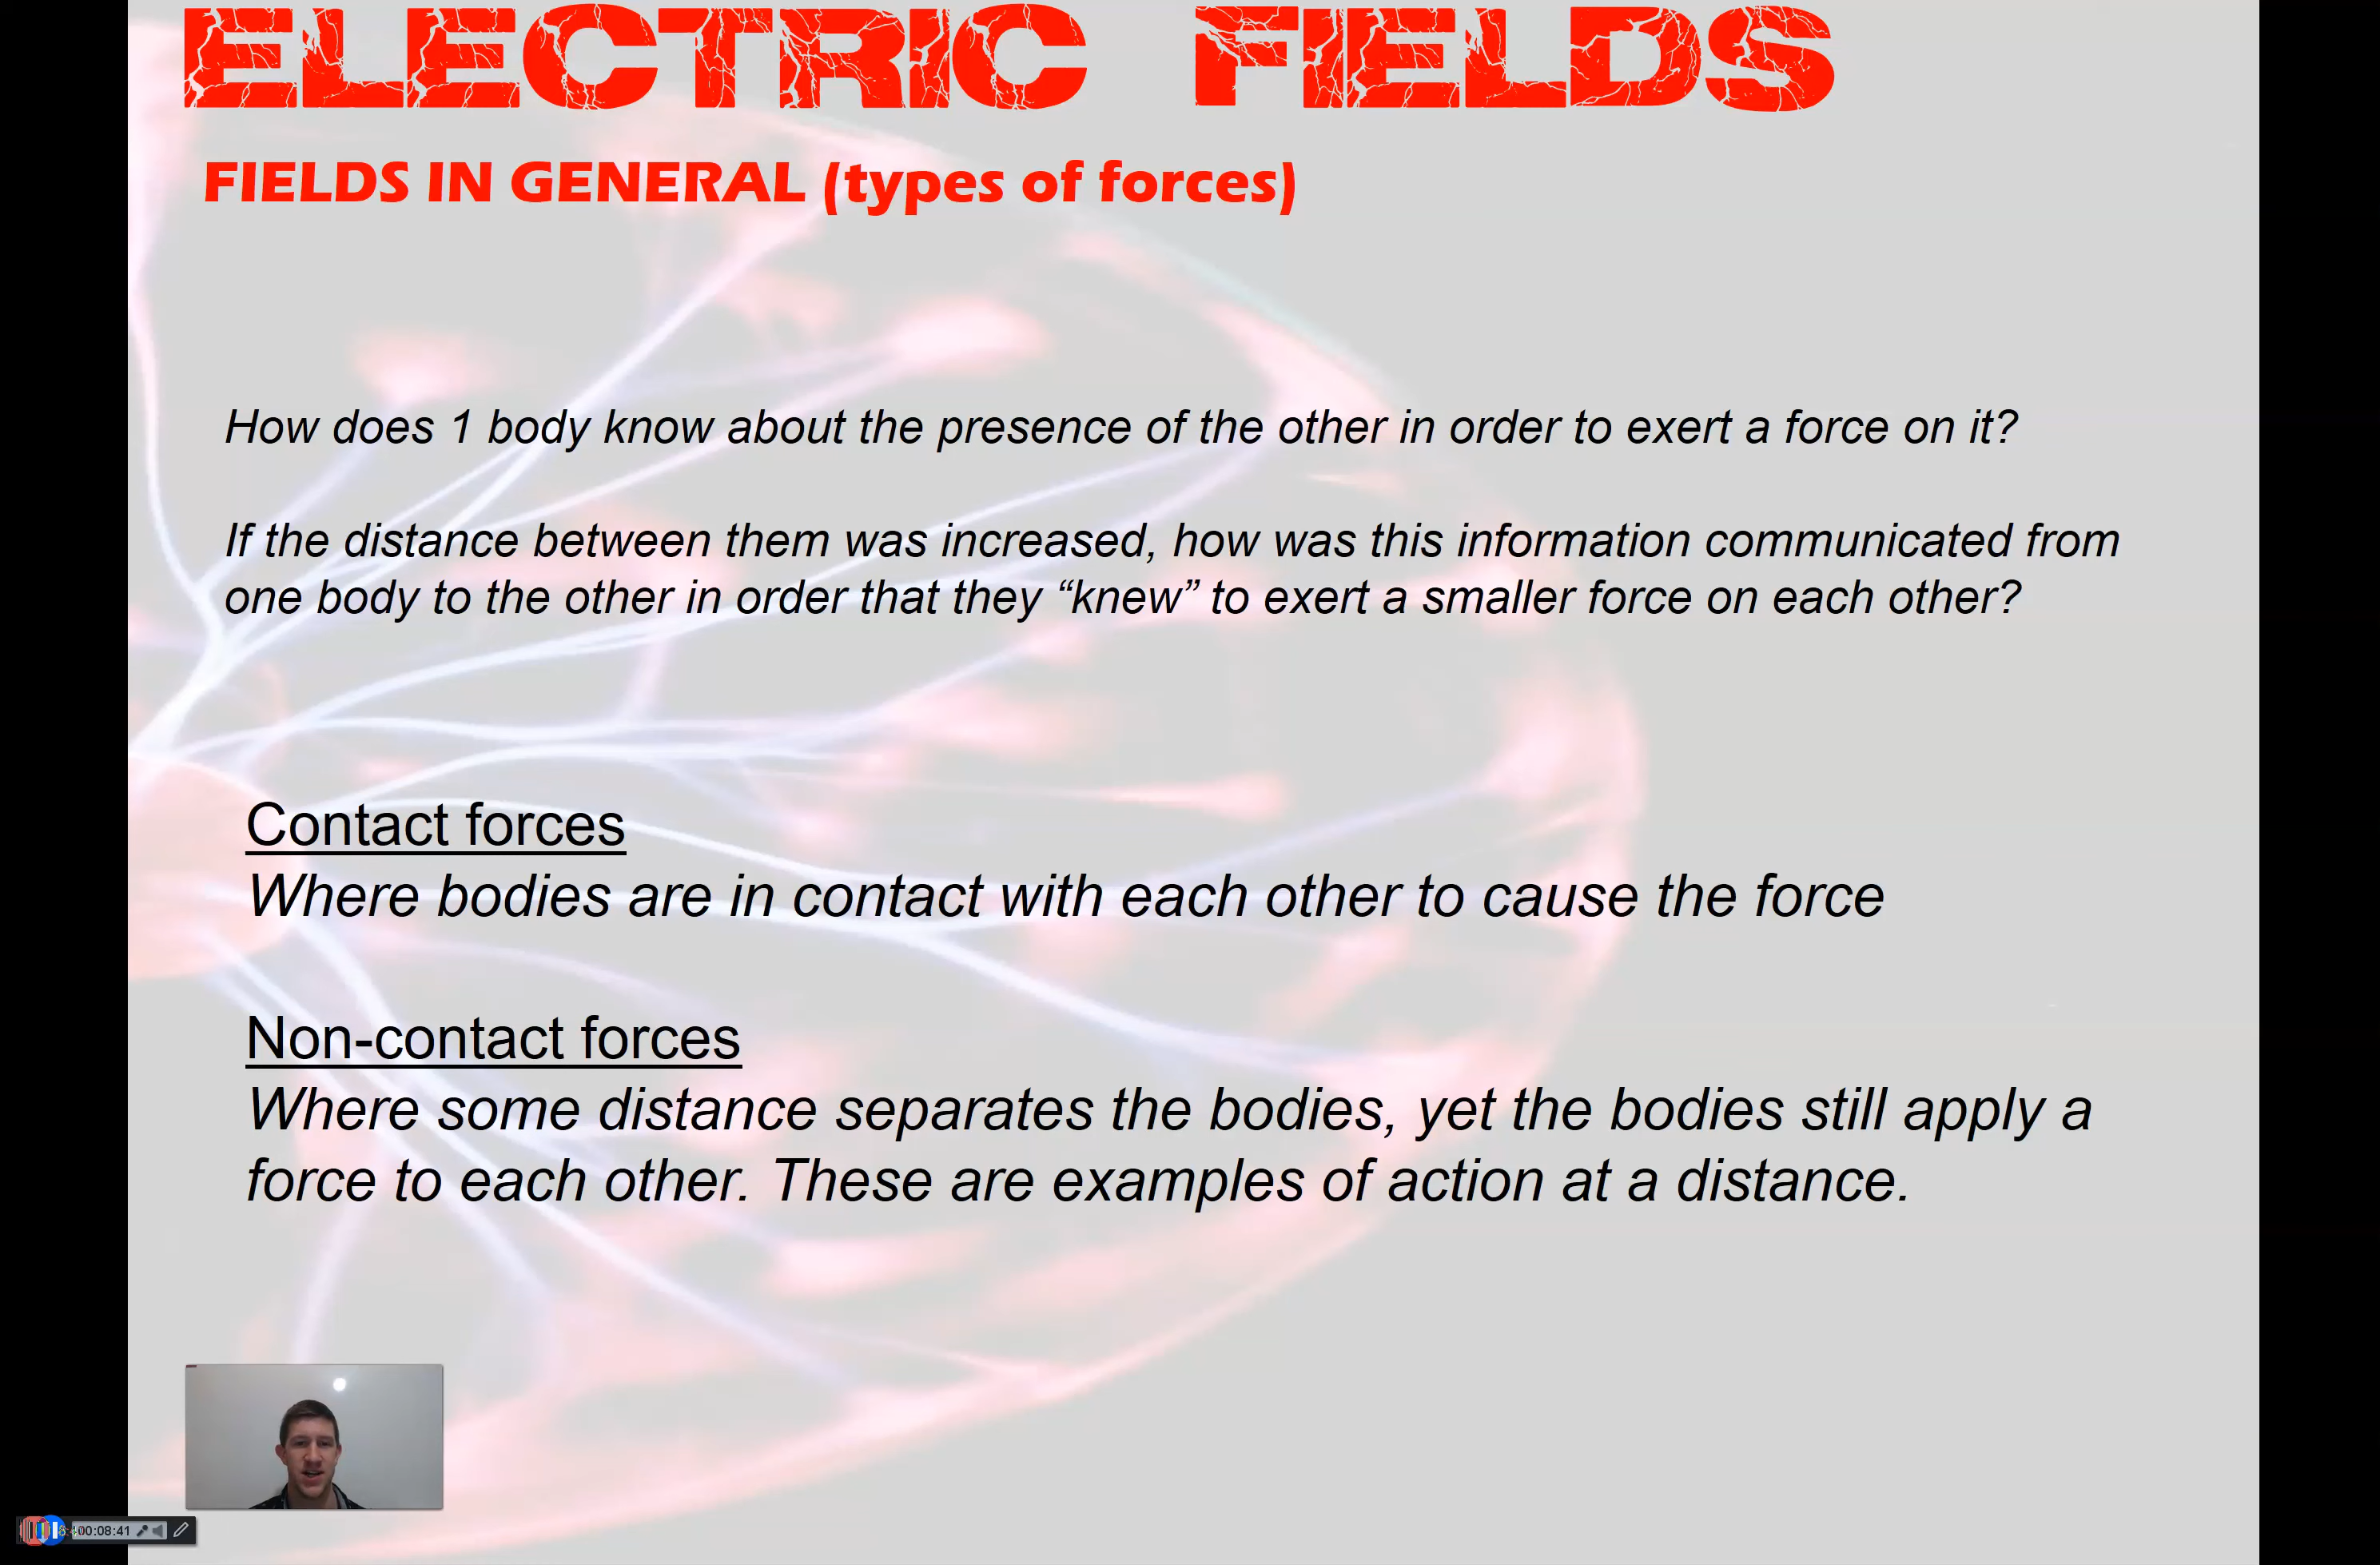 ELECTRIC FIELDS
FIELDS IN GENERAL (types of forces)
How does 1 body know about the presence of the other in order to exert a force on it?
If the distance between them was increased, how was this information communicated from
one body to the other in order that they “knew” to exert a smaller force on each other?
Contact forces
Where bodies are in contact with each other to cause the force
Non-contact forces
Where some distance separates the bodies, yet the bodies still apply a
force to each other. These are examples of action at a distance.
00:08:41